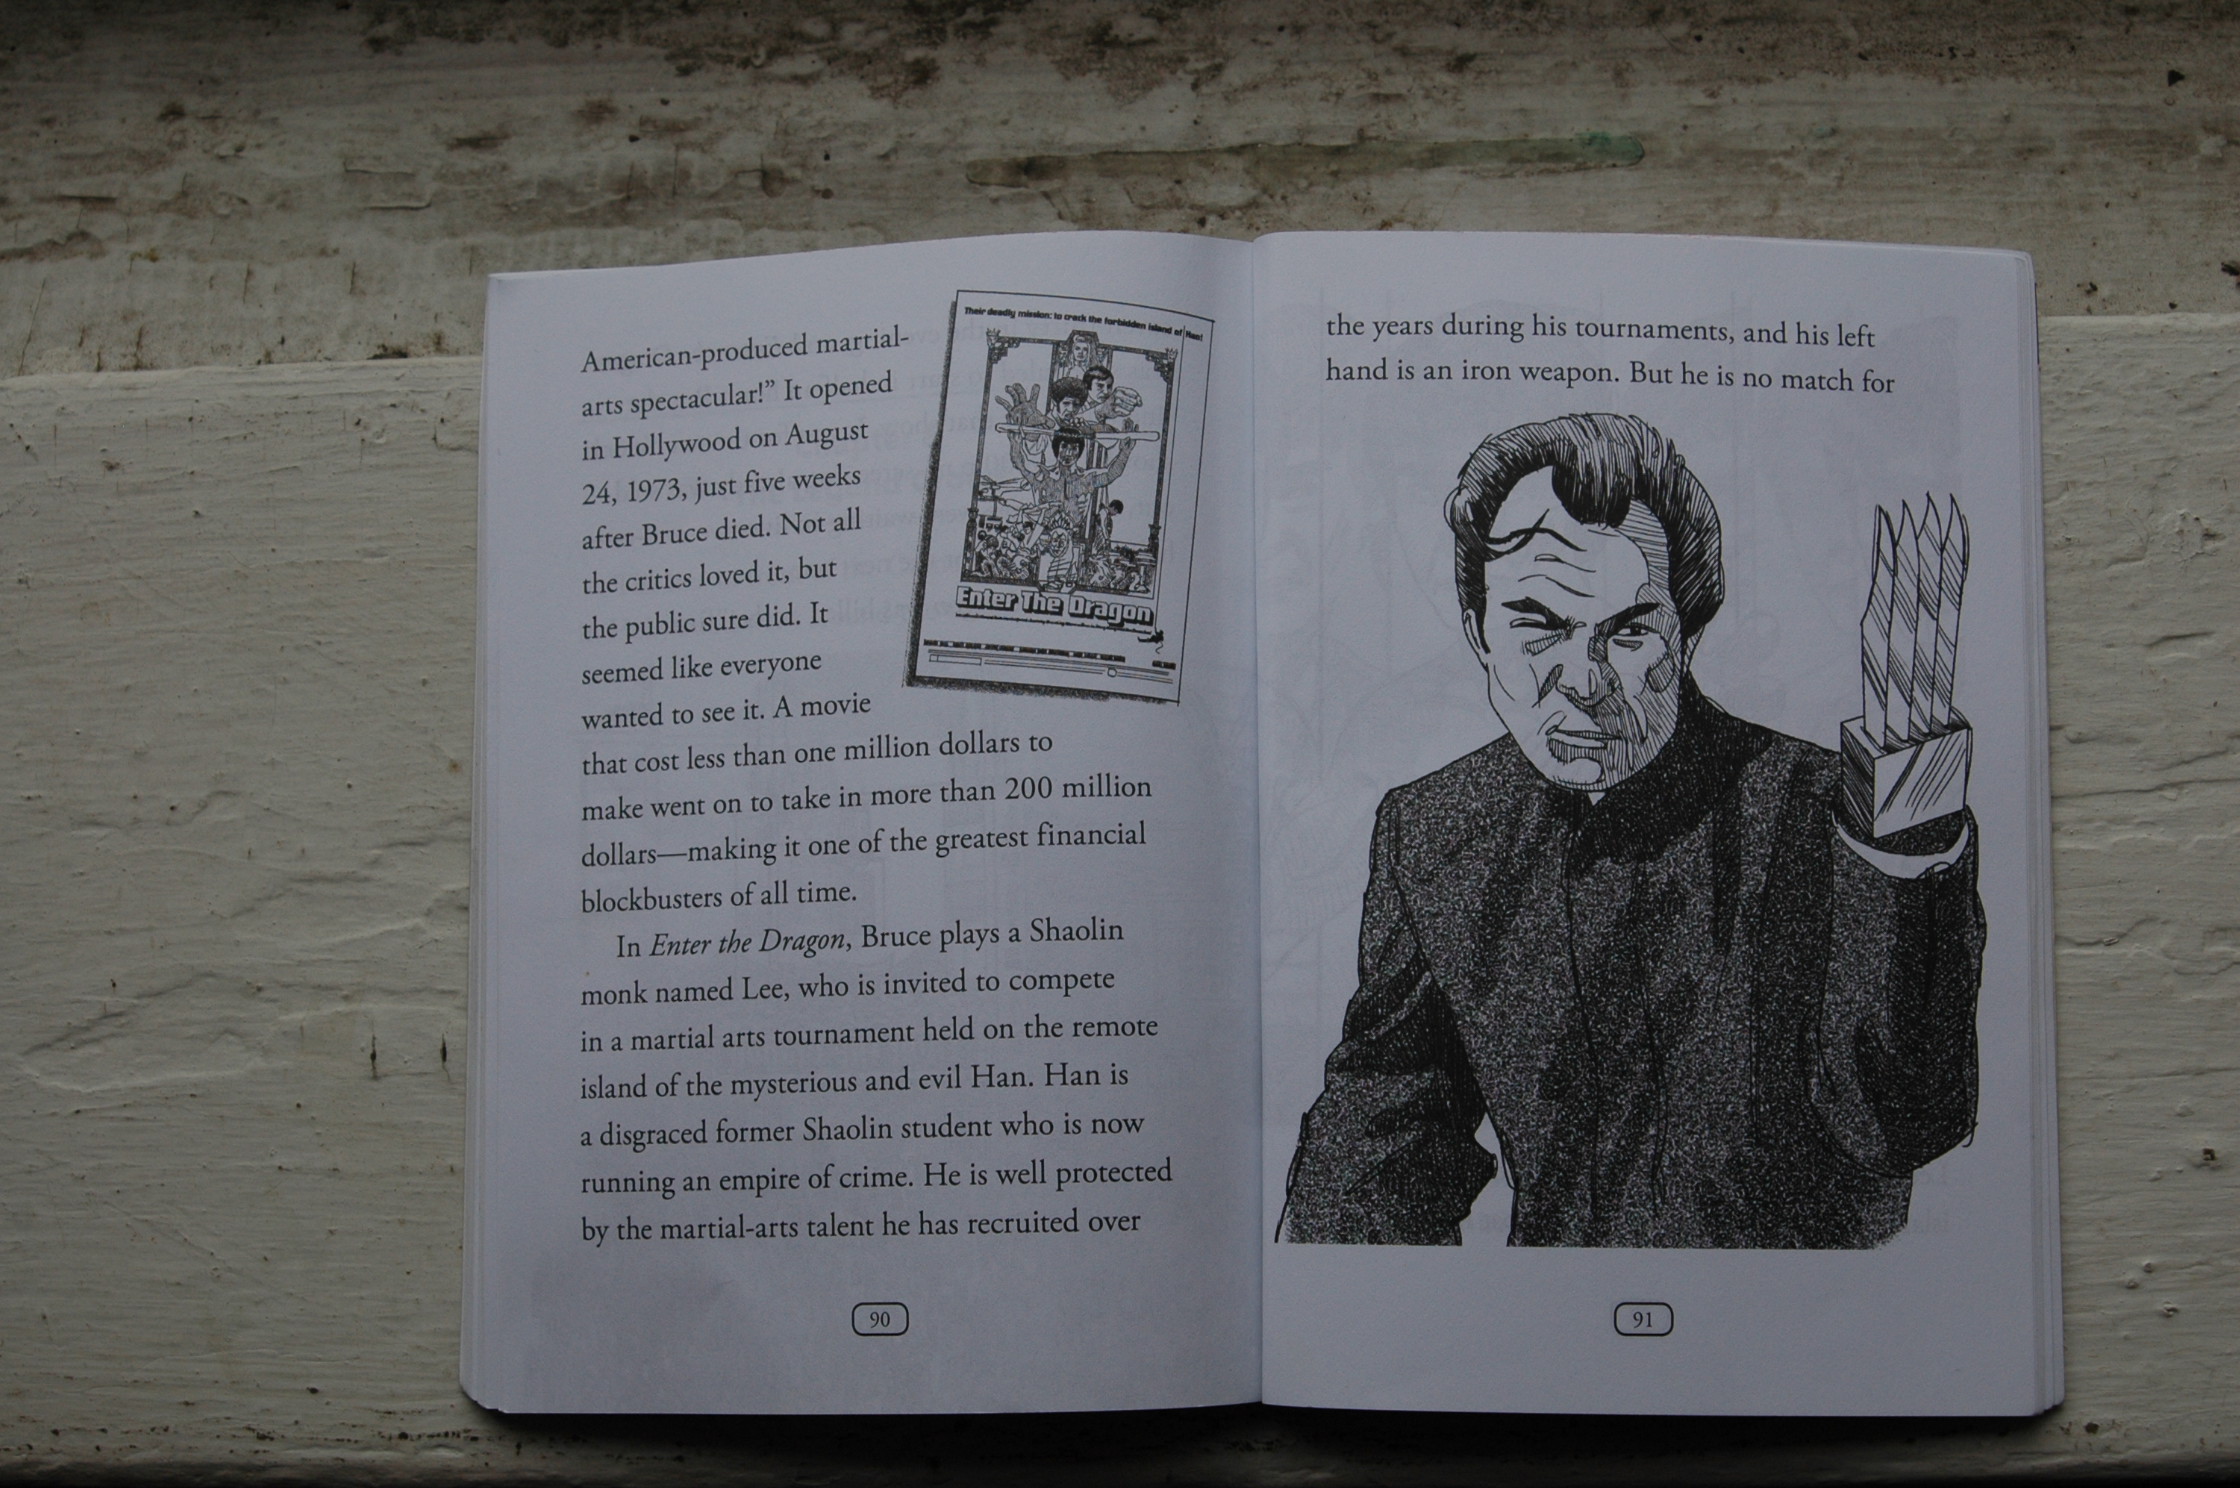 American-produced martial-
arts spectacular!” It opened
in Hollywood on August
24, 1973, just five weeks
after Bruce died. Not all
the critics loved it, but
the public sure did. It
seemed like everyone
wanted to see it. A movie
that cost less than one million dollars to
make went on to take in more than 200 million
dollars—making it one of the greatest financial
blockbusters of all time.
In Enter the Dragon, Bruce plays a Shaolin
monk named Lee, who is invited to compete
in a martial arts tournament held on the remote
island of the mysterious and evil Han. Han is
a disgraced former Shaolin student who is now
running an empire of crime. He is well protected
by the martial-arts talent he has recruited over
Their deadly mission: to crack the forbidden island of Han!
Enter The Dragon
90
the years during his tournaments, and his left
hand is an iron weapon. But he is no match for
91